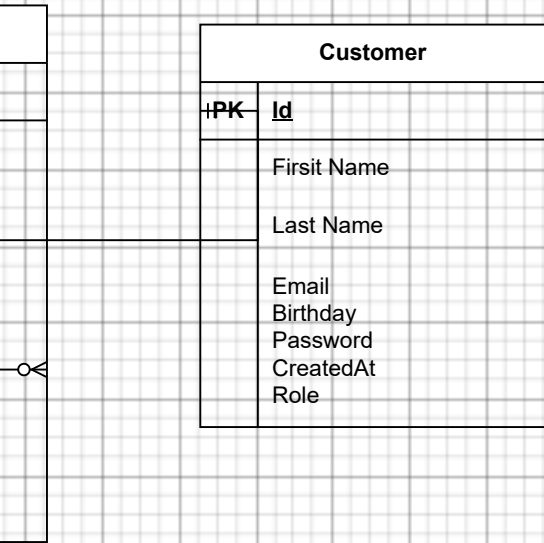 Customer
PK Id
Firsit Name
Last Name
Email
Birthday
Password
CreatedAt
Role